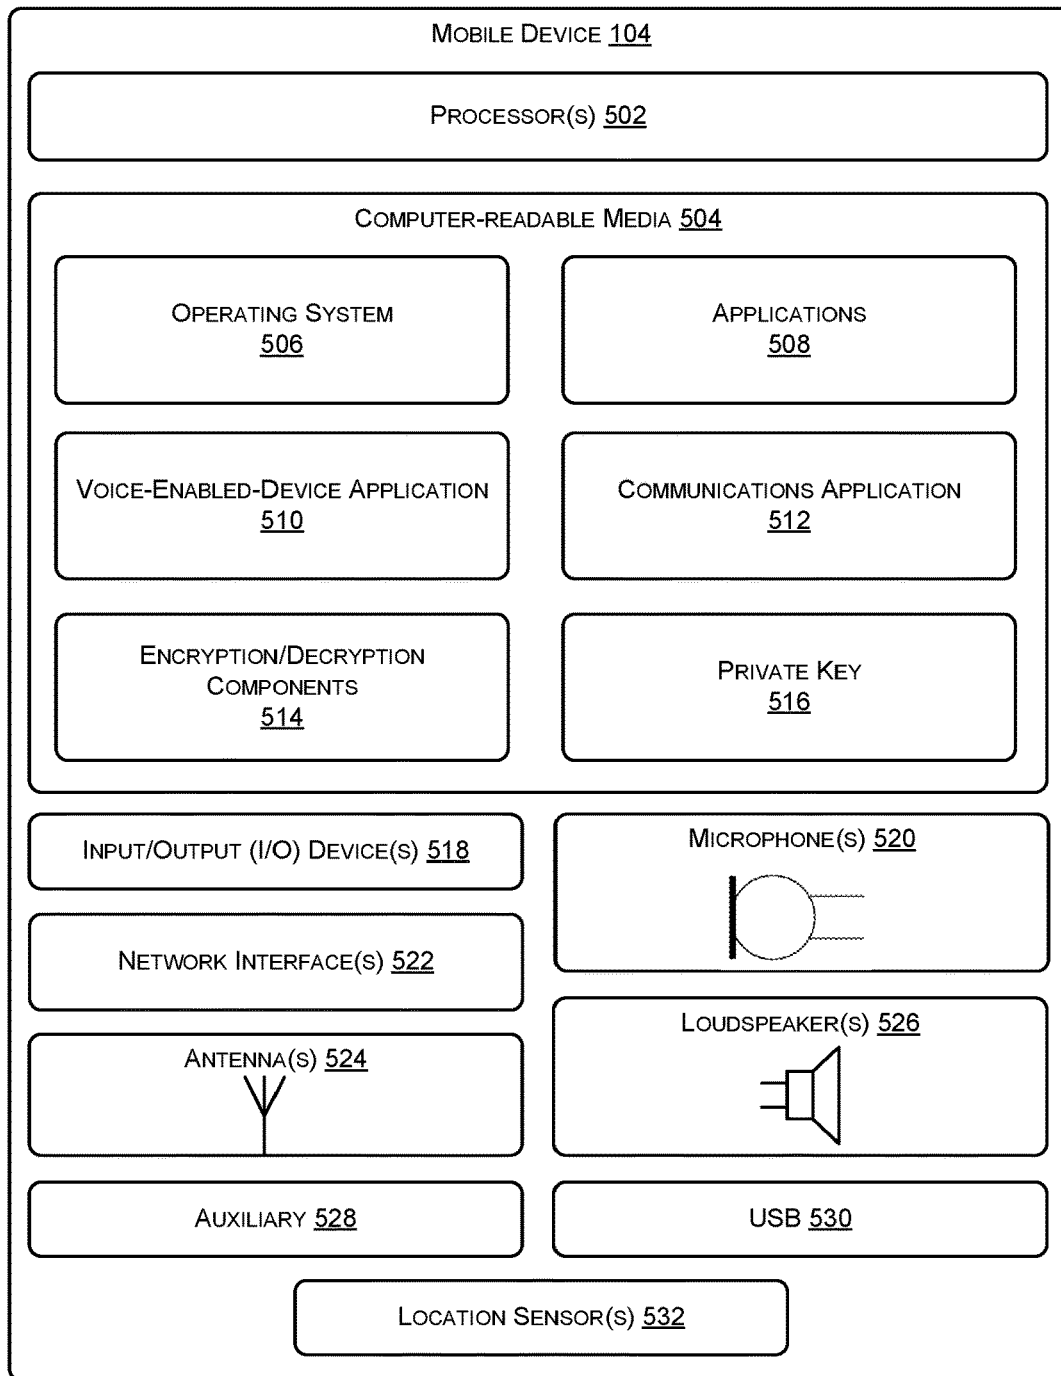 MOBILE DEVICE 104
PROCESSOR(S) 502
COMPUTER-READABLE MEDIA 504
OPERATING SYSTEM
506
APPLICATIONS
508
VOICE-ENABLED-DEVICE APPLICATION
510
COMMUNICATIONS APPLICATION
512
ENCRYPTION/DECRYPTION
COMPONENTS
514
PRIVATE KEY
516
INPUT/OUTPUT (I/O) DEVICE(S) 518
MICROPHONE(S) 520
NETWORK INTERFACE(S) 522
LOUDSPEAKER(S) 526
ANTENNA(S) 524
AUXILIARY 528
USB 530
LOCATION SENSOR(S) 532